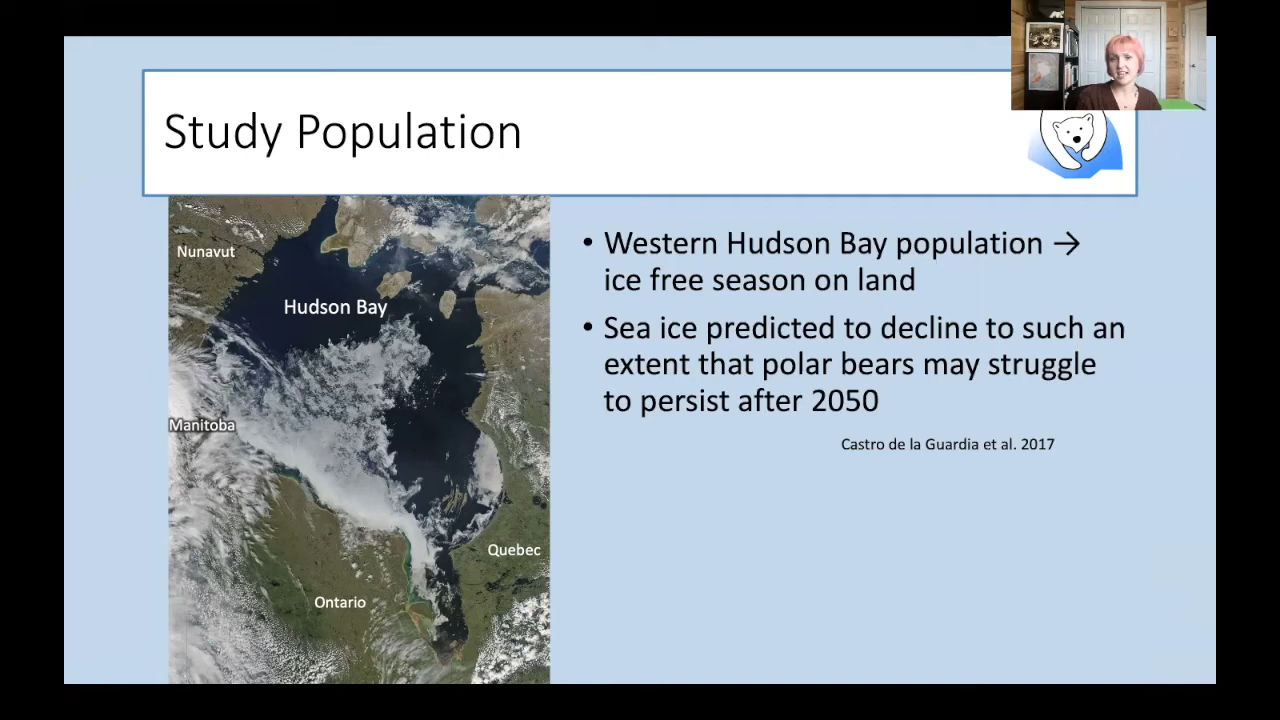 Study Population
Nunavut
Hudson Bay
Manitoba
Ontario
Quebec
• Western Hudson Bay population →
ice free season on land
• Sea ice predicted to decline to such an
extent that polar bears may struggle
to persist after 2050
Castro de la Guardia et al. 2017